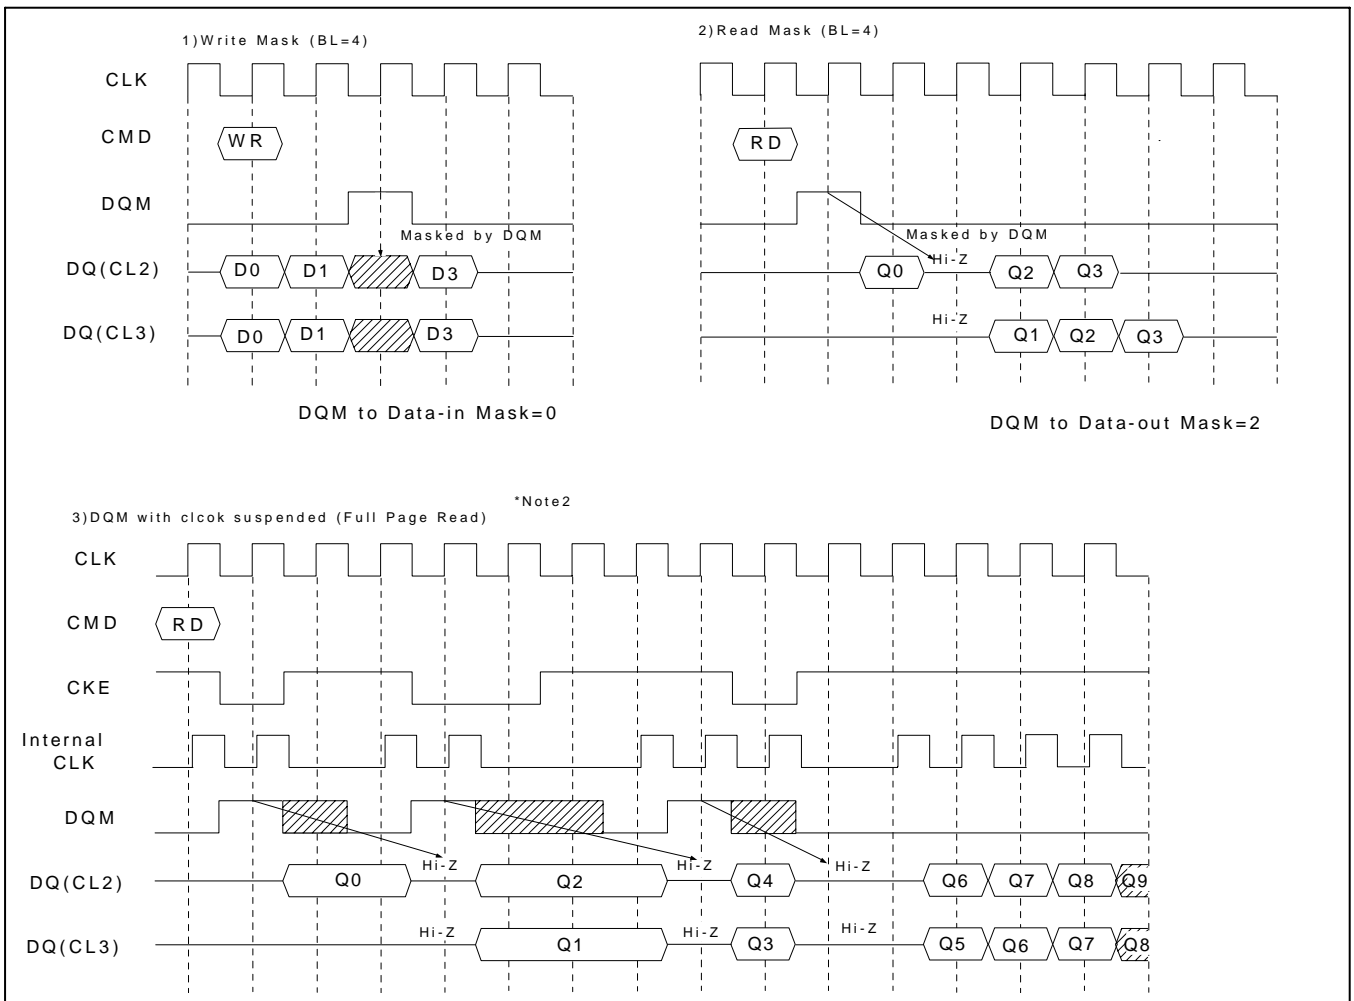 1)Write Mask (BL=4)
2)Read Mask (BL=4)
CLK
CMD
WR
RD
DQM
Masked by DQM
Masked by DQM
DQ(CL2)
D0 D1 D3
Hi-Z
Q0 Q2 Q3
DQ(CL3)
D0 D1 D3
Hi-Z
Q1 Q2 Q3
DQM to Data-in Mask=0
DQM to Data-out Mask=2
*Note2
3)DQM with clcok suspended (Full Page Read)
CLK
CMD
RD
CKE
Internal
CLK
DQM
Hi-Z Hi-Z Hi-Z
DQ(CL2)
Q0 Q2 Q4 Q6 Q7 Q8 Q9
Hi-Z Hi-Z Hi-Z
DQ(CL3)
Q1 Q3 Q5 Q6 Q7 Q8